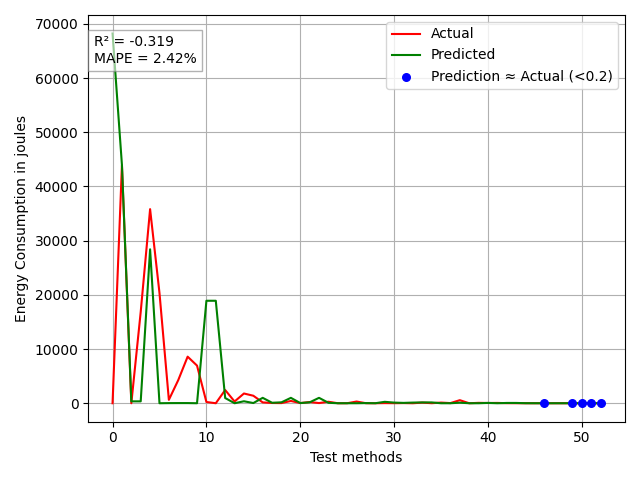 R² = -0.319
MAPE = 2.42%
Actual
Predicted
Prediction ≈ Actual (<0.2)
70000
60000
50000
40000
30000
20000
10000
0
Energy Consumption in joules
0 10 20 30 40 50
Test methods